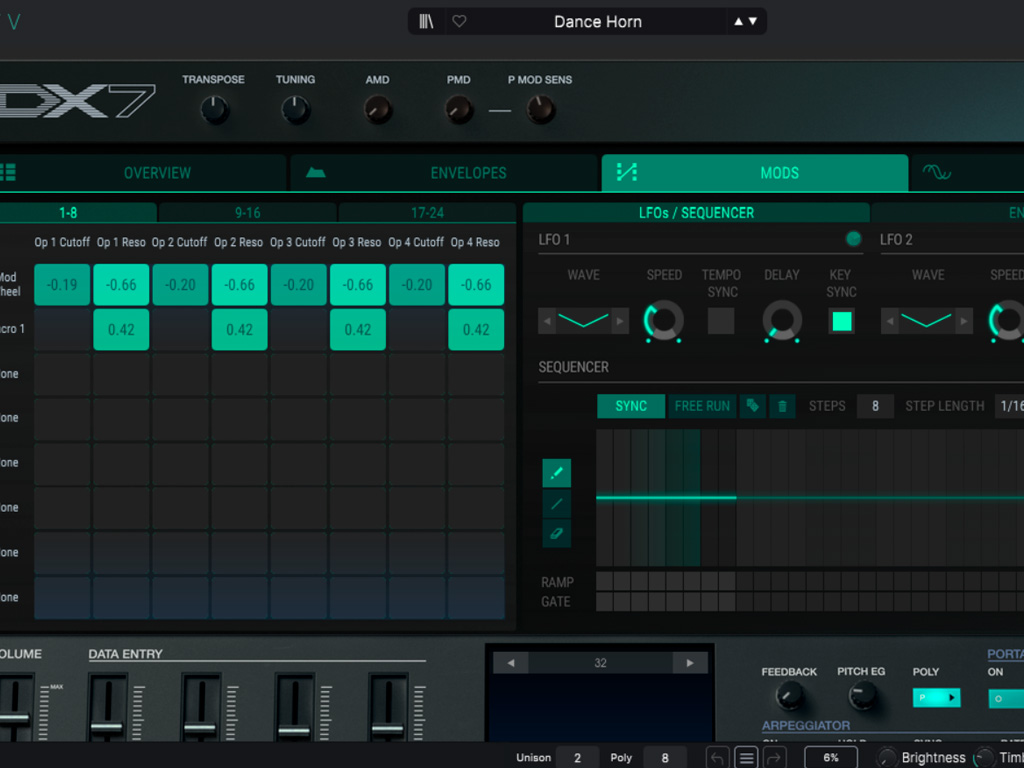 V
Dance Horn
TRANSPOSE TUNING AMD PMD P MOD SENS
DX7
OVERVIEW ENVELOPES MODS
1-8 9-16 17-24 LFOs / SEQUENCER EN
Op 1 Cutoff Op 1 Reso Op 2 Cutoff Op 2 Reso Op 3 Cutoff Op 3 Reso Op 4 Cutoff Op 4 Reso
LFO 1 LFO 2
Mod
heel
-0.19 -0.66 -0.20 -0.66 -0.20 -0.66 -0.20 -0.66
WAVE SPEED TEMPO SYNC DELAY KEY SYNC WAVE SPEED
cro 1 0.42 0.42 0.42 0.42
one
one
one
one
one
one
SEQUENCER
SYNC FREE RUN STEPS 8 STEP LENGTH 1/16
RAMP
GATE
OLUME DATA ENTRY
MAX
32
FEEDBACK PITCH EG POLY
P
PORTA
ON
O
ARPEGGIATOR
Unison 2 Poly 8 6% Brightness Timb